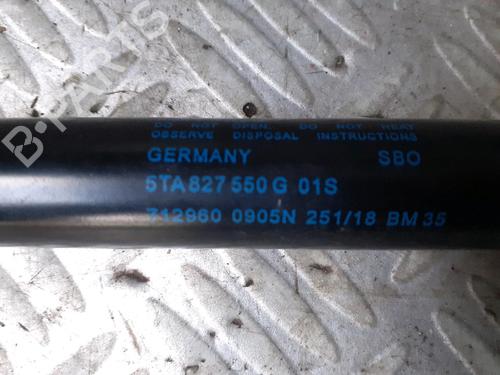 DO NOT OPEN. DO NOT HEAT
OBSERVE DISPOSAL INSTRUCTIONS
GERMANY SBO
5TA 827 550 G 01S
712960 0905N 251/18 BM 35
B-PARTS